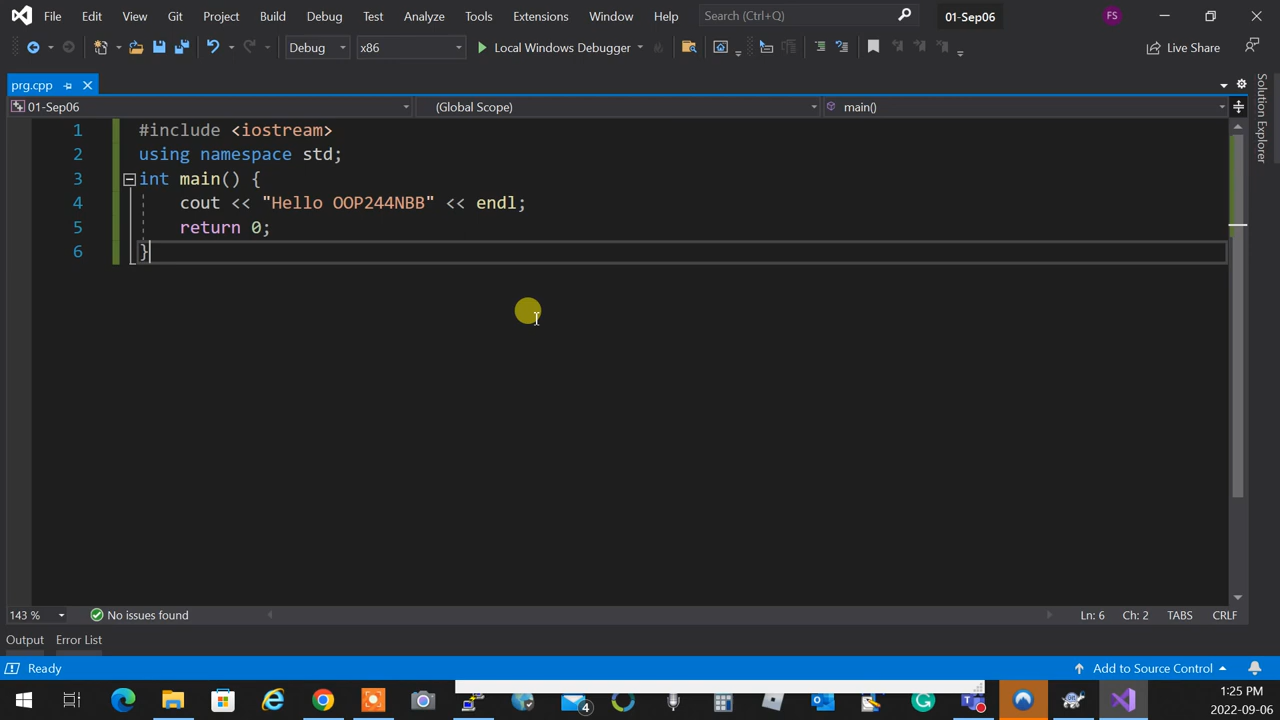 File Edit View Git Project Build Debug Test Analyze Tools Extensions Window Help Search (Ctrl+Q) 01-Sep06 FS
Debug x86 Local Windows Debugger Live Share
prg.cpp
01-Sep06 (Global Scope) main()
1 #include <iostream>
2 using namespace std;
3 int main() {
4 cout << "Hello OOP244NBB" << endl;
5 return 0;
6 }
Solution Explorer
143 % No issues found Ln: 6 Ch: 2 TABS CRLF
Output Error List
Ready Add to Source Control
4
1:25 PM
2022-09-06